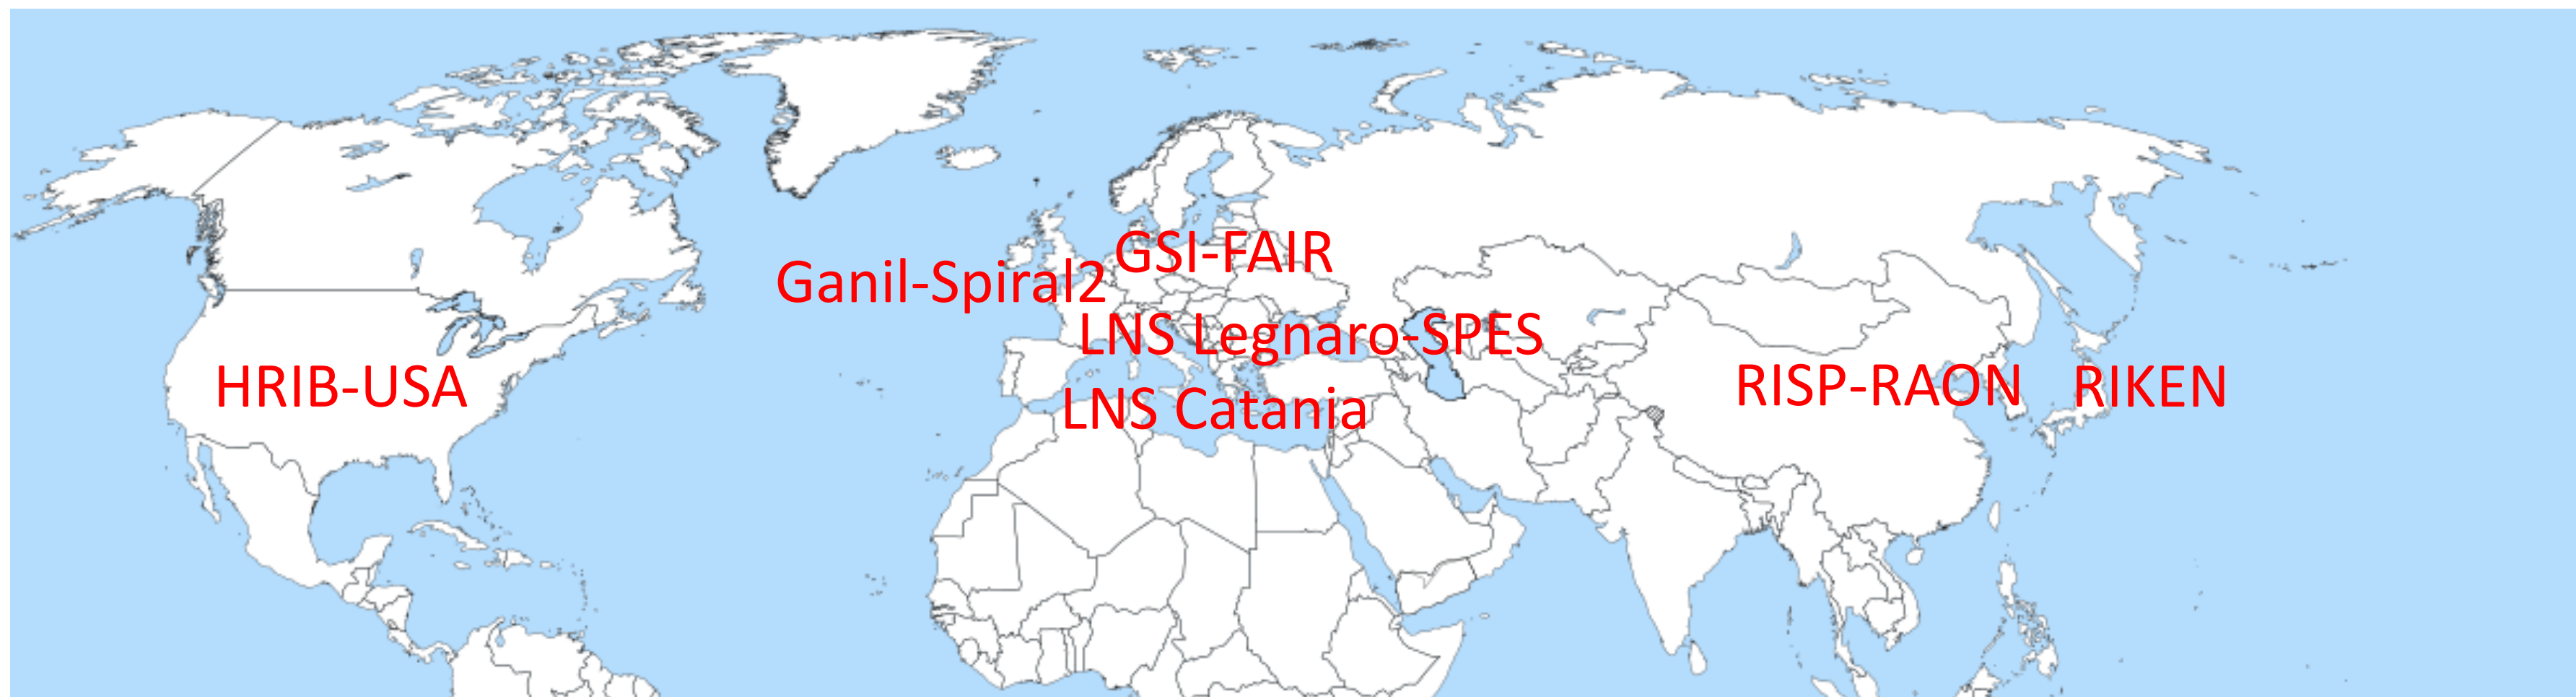 GSI-FAIR
Ganil-Spiral2
LNS Legnaro-SPES
HRIB-USA
RISP-RAON
RIKEN
LNS Catania